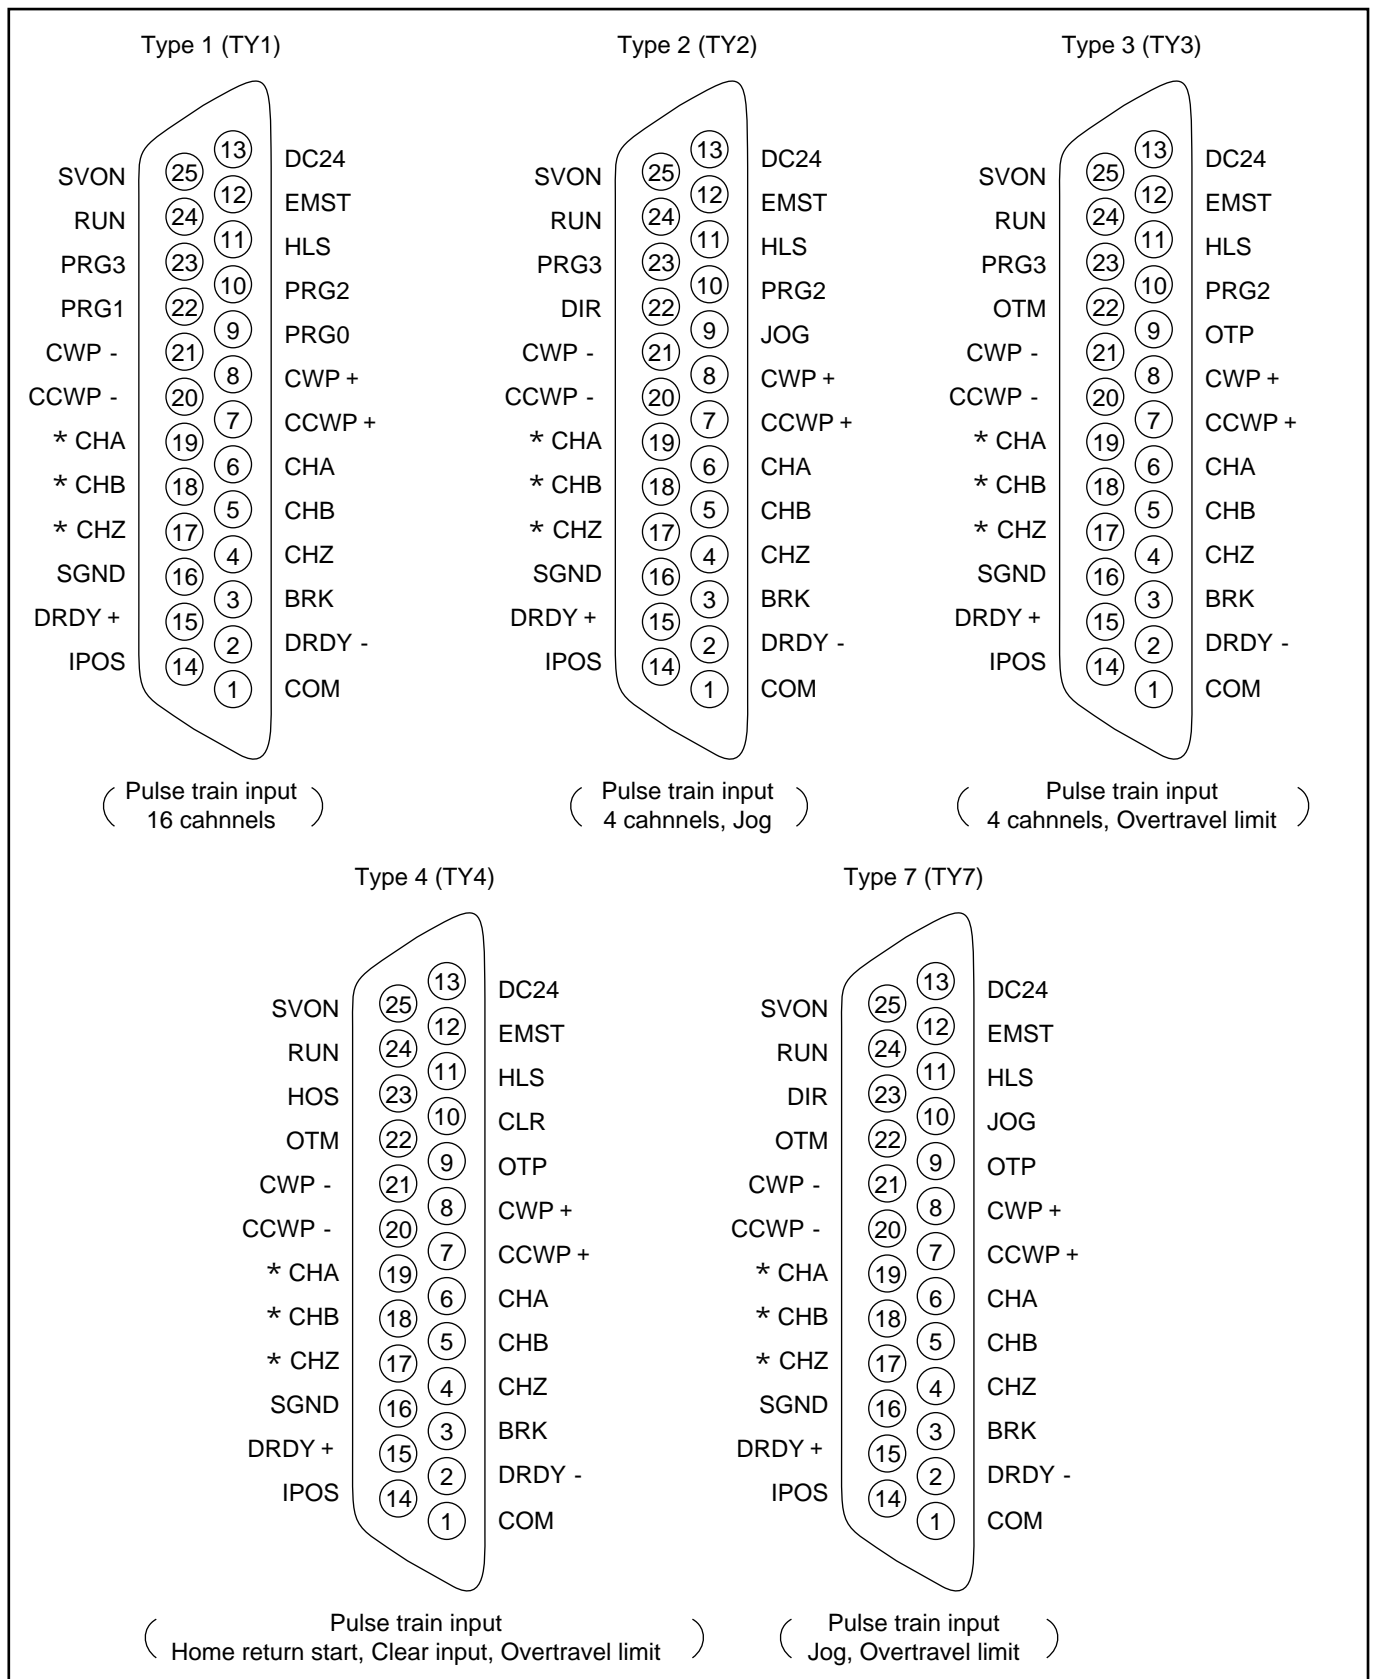 Type 1 (TY1)
SVON 25 13 DC24
RUN 24 12 EMST
PRG3 23 11 HLS
PRG1 22 10 PRG2
CWP - 21 9 PRG0
CCWP - 20 8 CWP +
* CHA 19 7 CCWP +
* CHB 18 6 CHA
* CHZ 17 5 CHB
SGND 16 4 CHZ
DRDY + 15 3 BRK
IPOS 14 2 DRDY -
1 COM
Pulse train input
16 cahnnels
Type 2 (TY2)
SVON 25 13 DC24
RUN 24 12 EMST
PRG3 23 11 HLS
DIR 22 10 PRG2
CWP - 21 9 JOG
CCWP - 20 8 CWP +
* CHA 19 7 CCWP +
* CHB 18 6 CHA
* CHZ 17 5 CHB
SGND 16 4 CHZ
DRDY + 15 3 BRK
IPOS 14 2 DRDY -
1 COM
Pulse train input
4 cahnnels, Jog
Type 3 (TY3)
SVON 25 13 DC24
RUN 24 12 EMST
PRG3 23 11 HLS
OTM 22 10 PRG2
CWP - 21 9 OTP
CCWP - 20 8 CWP +
* CHA 19 7 CCWP +
* CHB 18 6 CHA
* CHZ 17 5 CHB
SGND 16 4 CHZ
DRDY + 15 3 BRK
IPOS 14 2 DRDY -
1 COM
Pulse train input
4 cahnnels, Overtravel limit
Type 4 (TY4)
SVON 25 13 DC24
RUN 24 12 EMST
HOS 23 11 HLS
OTM 22 10 CLR
CWP - 21 9 OTP
CCWP - 20 8 CWP +
* CHA 19 7 CCWP +
* CHB 18 6 CHA
* CHZ 17 5 CHB
SGND 16 4 CHZ
DRDY + 15 3 BRK
IPOS 14 2 DRDY -
1 COM
Pulse train input
Home return start, Clear input, Overtravel limit
Type 7 (TY7)
SVON 25 13 DC24
RUN 24 12 EMST
DIR 23 11 HLS
OTM 22 10 JOG
CWP - 21 9 OTP
CCWP - 20 8 CWP +
* CHA 19 7 CCWP +
* CHB 18 6 CHA
* CHZ 17 5 CHB
SGND 16 4 CHZ
DRDY + 15 3 BRK
IPOS 14 2 DRDY -
1 COM
Pulse train input
Jog, Overtravel limit